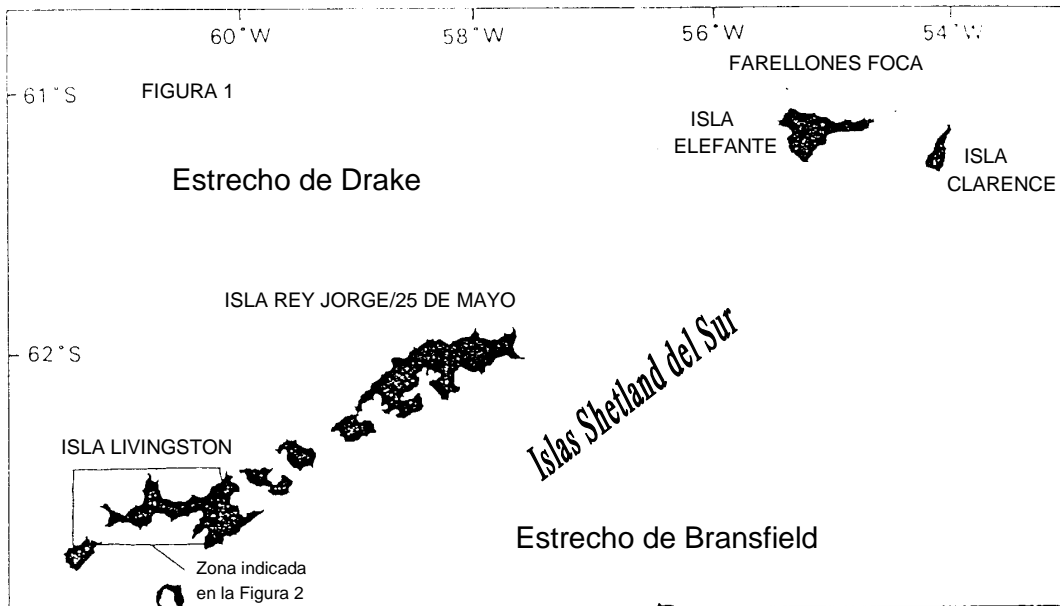 60°W
58°W
56°W
54°W
FARELLONES FOCA
61°S
FIGURA 1
ISLA
ELEFANTE
ISLA
CLARENCE
Estrecho de Drake
ISLA REY JORGE/25 DE MAYO
62°S
Islas Shetland del Sur
ISLA LIVINGSTON
Estrecho de Bransfield
Zona indicada
en la Figura 2